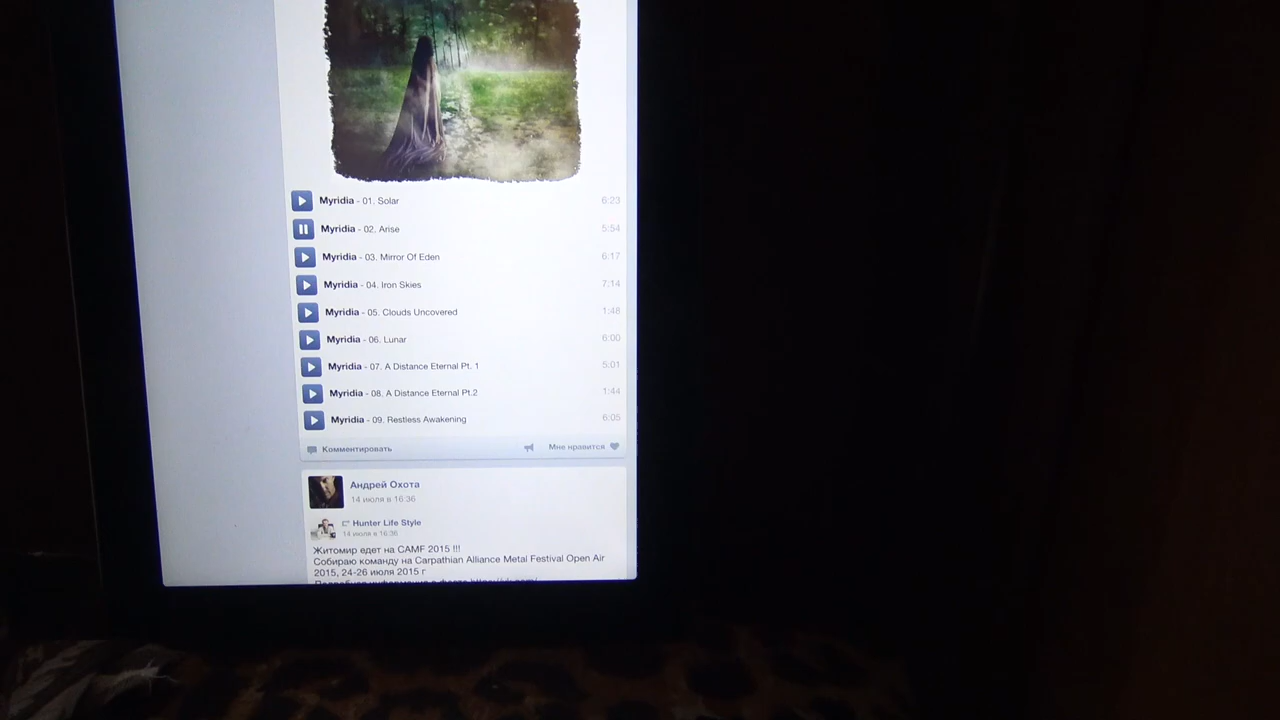 Myridia - 01. Solar 6:23
Myridia - 02. Arise 5:54
Myridia - 03. Mirror Of Eden 6:17
Myridia - 04. Iron Skies 7:14
Myridia - 05. Clouds Uncovered 1:48
Myridia - 06. Lunar 6:00
Myridia - 07. A Distance Eternal Pt. 1 5:01
Myridia - 08. A Distance Eternal Pt.2 1:44
Myridia - 09. Restless Awakening 6:05
Комментировать Мне нравится
Андрей Охота
14 июля в 16:36
Hunter Life Style
14 июля в 16:36
Житомир едет на CAMF 2015 !!!
Собираю команду на Carpathian Alliance Metal Festival Open Air
2015, 24-26 июля 2015 г